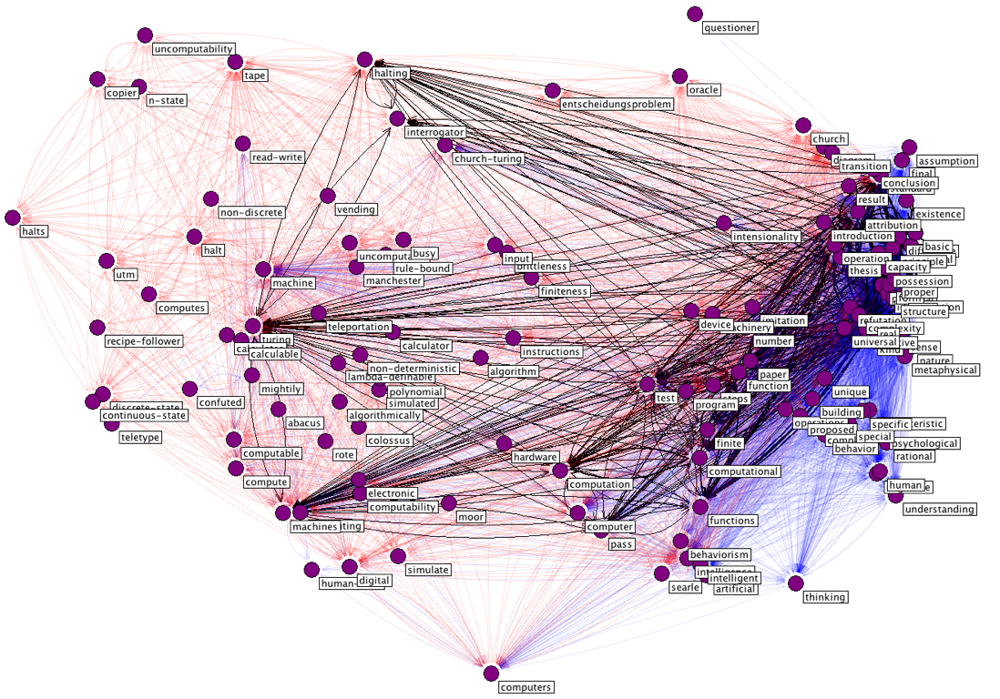 questioner
uncomputability
tape
halting
copier
n-state
oracle
entscheidungsproblem
interrogator
church
church-turing
read-write
transition
assumption
final
conclusion
non-discrete
vending
result
existence
halts
attribution
intensionality
introduction
halt
busy
input
basic
utm
manchester
rule-bound
brittleness
operation
thesis
capacity
machine
finiteness
possession
proper
computes
structure
teleportation
device
refutation
recipe-follower
turing
calculable
calculator
instructions
number
complexity
real
universal
nature
metaphysical
non-deterministic
lambda-definable
algorithm
paper
function
mightily
polynomial
simulated
test
program
steps
unique
confuted
discrete-state
continuous-state
abacus
algorithmically
building
proposed
specific
special
teletype
rote
colossus
behavior
psychological
rational
computable
hardware
finite
computational
compute
computation
human
electronic
computability
moor
functions
understanding
machines
computer
pass
behaviorism
simulate
digital
intelligent
artificial
searle
thinking
computers